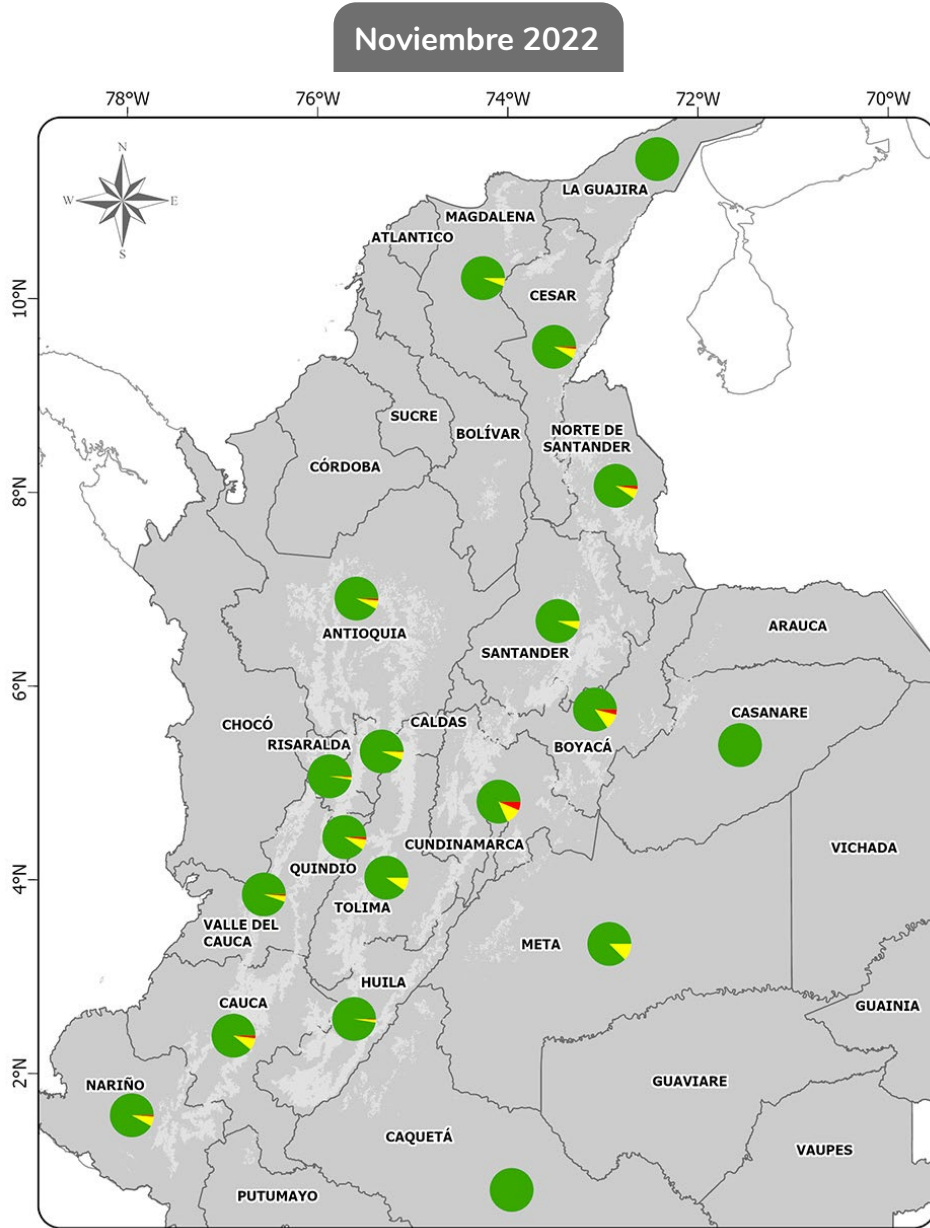 Noviembre 2022
78°W 76°W 74°W 72°W 70°W
N
W E
S
LA GUAJIRA
MAGDALENA
ATLANTICO
10°N
CESAR
SUCRE
BOLÍVAR
NORTE DE
SANTANDER
CÓRDOBA
8°N
ANTIOQUIA
ARAUCA
SANTANDER
6°N
CHOCÓ
CALDAS
CASANARE
RISARALDA
BOYACÁ
CUNDINAMARCA
VICHADA
QUINDIO
4°N
TOLIMA
VALLE DEL
CAUCA
META
HUILA
CAUCA
GUAINIA
2°N
NARIÑO
GUAVIARE
CAQUETÁ
VAUPES
PUTUMAYO